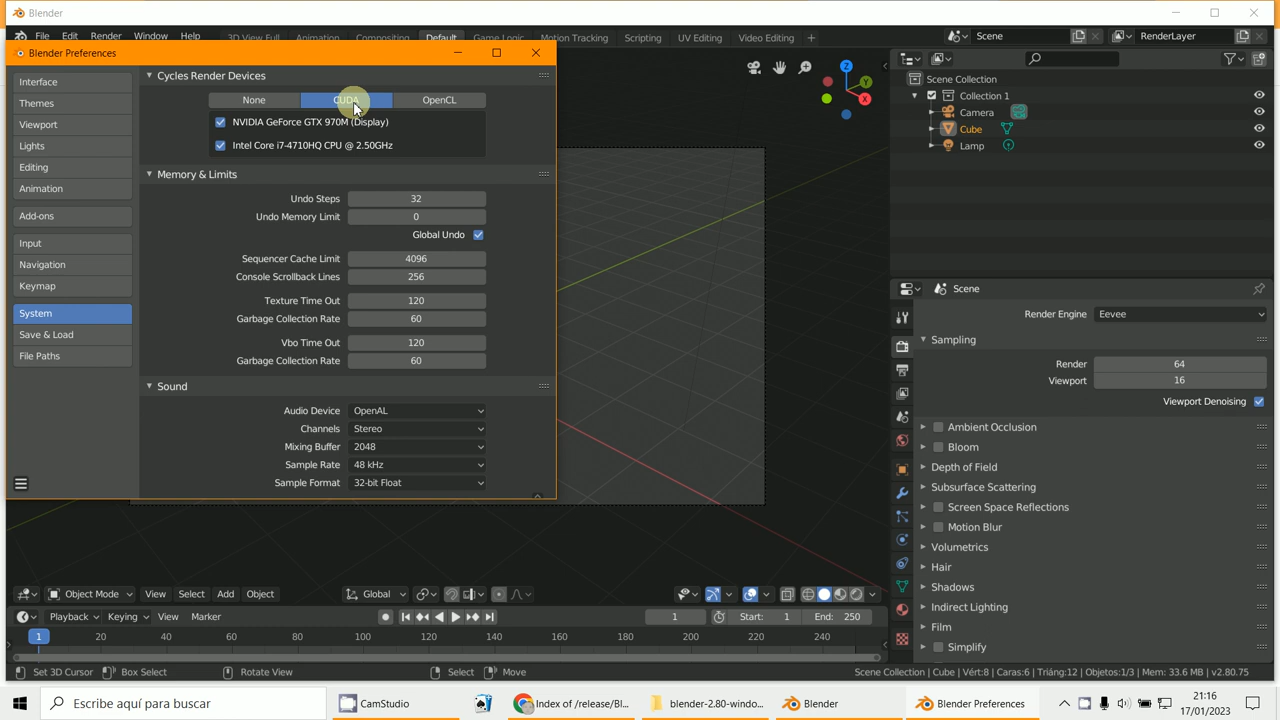 Blender
File Edit Render Window Help 3D View Full Animation Compositing Default Game Logic Motion Tracking Scripting UV Editing Video Editing + Scene RenderLayer
Blender Preferences
Interface
Themes
Viewport
Lights
Editing
Animation
Add-ons
Input
Navigation
Keymap
System
Save & Load
File Paths
Cycles Render Devices
None CUDA OpenCL
NVIDIA GeForce GTX 970M (Display)
Intel Core i7-4710HQ CPU @ 2.50GHz
Memory & Limits
Undo Steps 32
Undo Memory Limit 0
Global Undo
Sequencer Cache Limit 4096
Console Scrollback Lines 256
Texture Time Out 120
Garbage Collection Rate 60
Vbo Time Out 120
Garbage Collection Rate 60
Sound
Audio Device OpenAL
Channels Stereo
Mixing Buffer 2048
Sample Rate 48 kHz
Sample Format 32-bit Float
Z
Y
X
Scene Collection
Collection 1
Camera
Cube
Lamp
Scene
Render Engine Eevee
Sampling
Render 64
Viewport 16
Viewport Denoising
Ambient Occlusion
Bloom
Depth of Field
Subsurface Scattering
Screen Space Reflections
Motion Blur
Volumetrics
Hair
Shadows
Indirect Lighting
Film
Simplify
Object Mode View Select Add Object Global
Playback Keying View Marker 1 Start: 1 End: 250
1 20 40 60 80 100 120 140 160 180 200 220 240
Set 3D Cursor Box Select Rotate View Select Move Scene Collection | Cube | Vért:8 | Caras:6 | Triáng:12 | Objetos:1/3 | Mem: 33.6 MB | v2.80.75
Escribe aquí para buscar CamStudio Index of /release/Bl... blender-2.80-windo... Blender Blender Preferences 21:16
17/01/2023